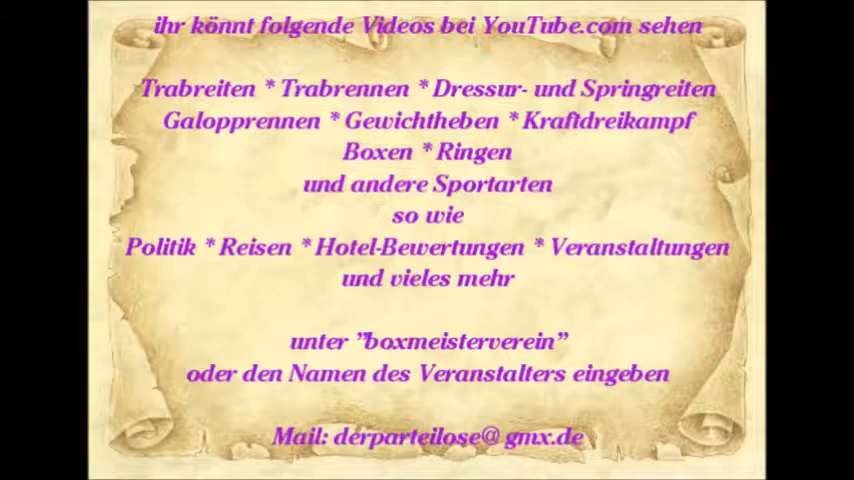 ihr könnt folgende Videos bei YouTube.com sehen
Trabreiten * Trabrennen * Dressur- und Springreiten
Galopprennen * Gewichtheben * Kraftdreikampf
Boxen * Ringen
und andere Sportarten
so wie
Politik * Reisen * Hotel-Bewertungen * Veranstaltungen
und vieles mehr
unter "boxmeisterverein"
oder den Namen des Veranstalters eingeben
Mail: derparteilose@gmx.de